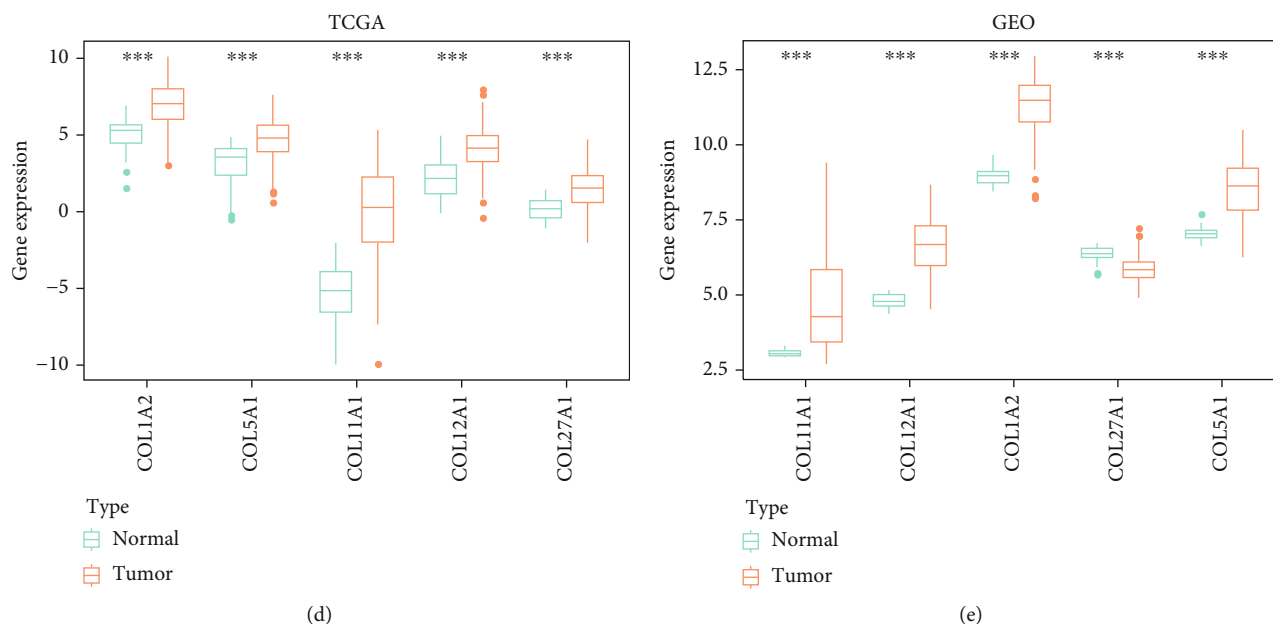 TCGA
***
***
***
***
***
10
5
0
−5
−10
Gene expression
COL1A2
COL5A1
COL11A1
COL12A1
COL27A1
Type
Normal
Tumor
(d)
GEO
***
***
***
***
***
12.5
10.0
7.5
5.0
2.5
Gene expression
COL11A1
COL12A1
COL1A2
COL27A1
COL5A1
Type
Normal
Tumor
(e)